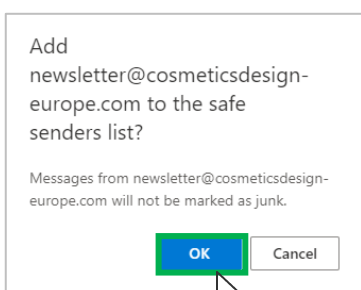 Add
newsletter@cosmeticsdesign-
europe.com to the safe
senders list?
Messages from newsletter@cosmeticsdesign-
europe.com will not be marked as junk.
OK
Cancel